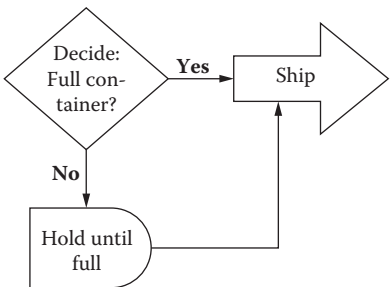 Decide:
Full con-
tainer?
Yes
Ship
No
Hold until
full